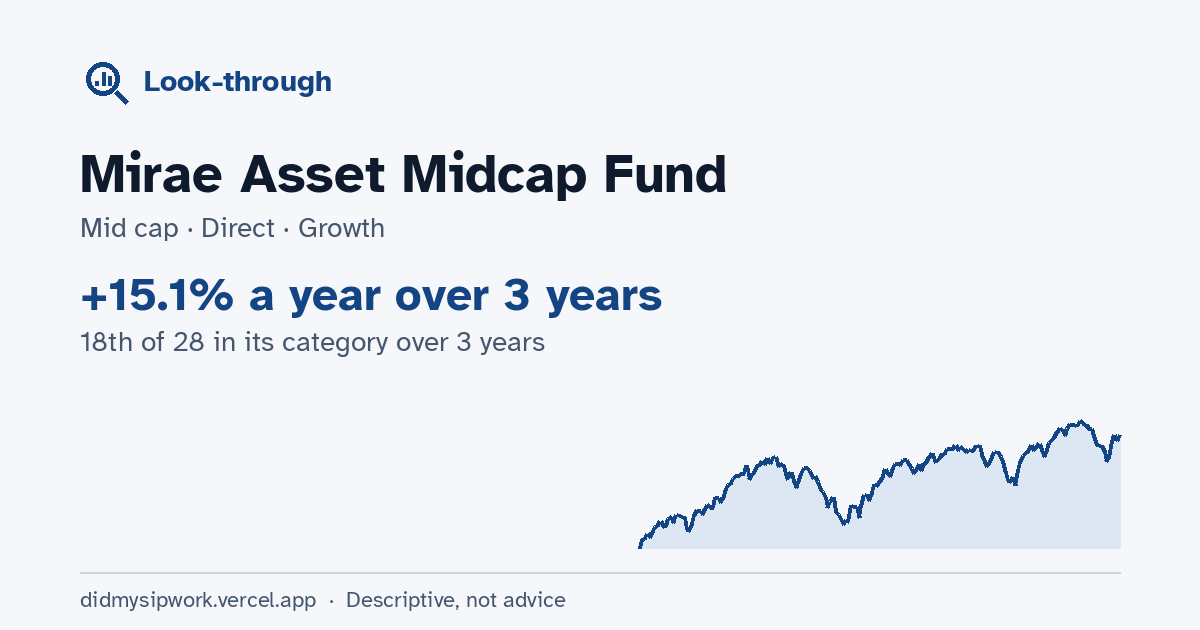 Look-through
Mirae Asset Midcap Fund
Mid cap · Direct · Growth
+15.1% a year over 3 years
18th of 28 in its category over 3 years
didmysipwork.vercel.app · Descriptive, not advice